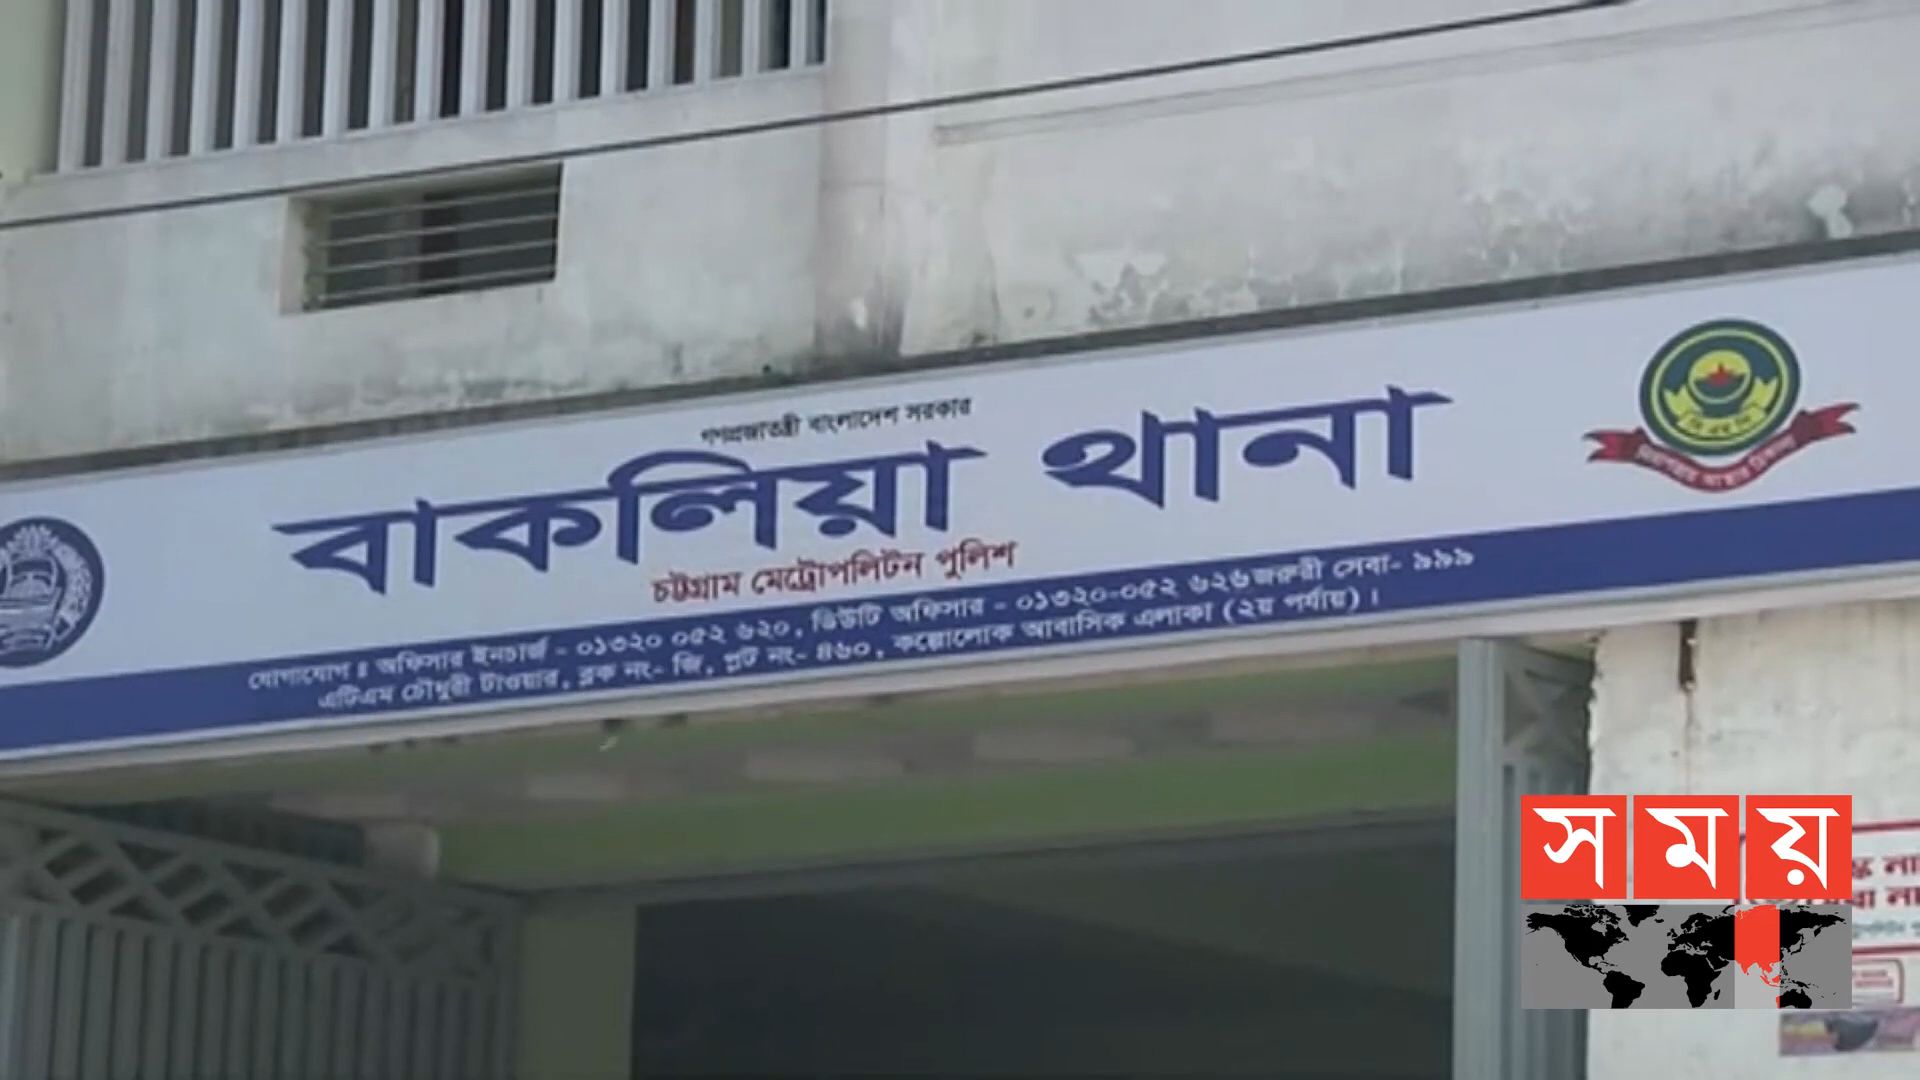 গণপ্রজাতন্ত্রী বাংলাদেশ সরকার
বাকলিয়া থানা
চট্টগ্রাম মেট্রোপলিটন পুলিশ
যোগাযোগ ঃ অফিসার ইনচার্জ - ০১৩২০ ০৫২ ৬২০, ডিউটি অফিসার - ০১৩২০-০৫২ ৬২৬জরুরী সেবা- ৯৯৯
এটিএম চৌধুরী টাওয়ার, ব্লক নং- জি, প্লট নং- ৪৬০, কল্পোলোক আবাসিক এলাকা (২য় পর্যায়)।
সময়